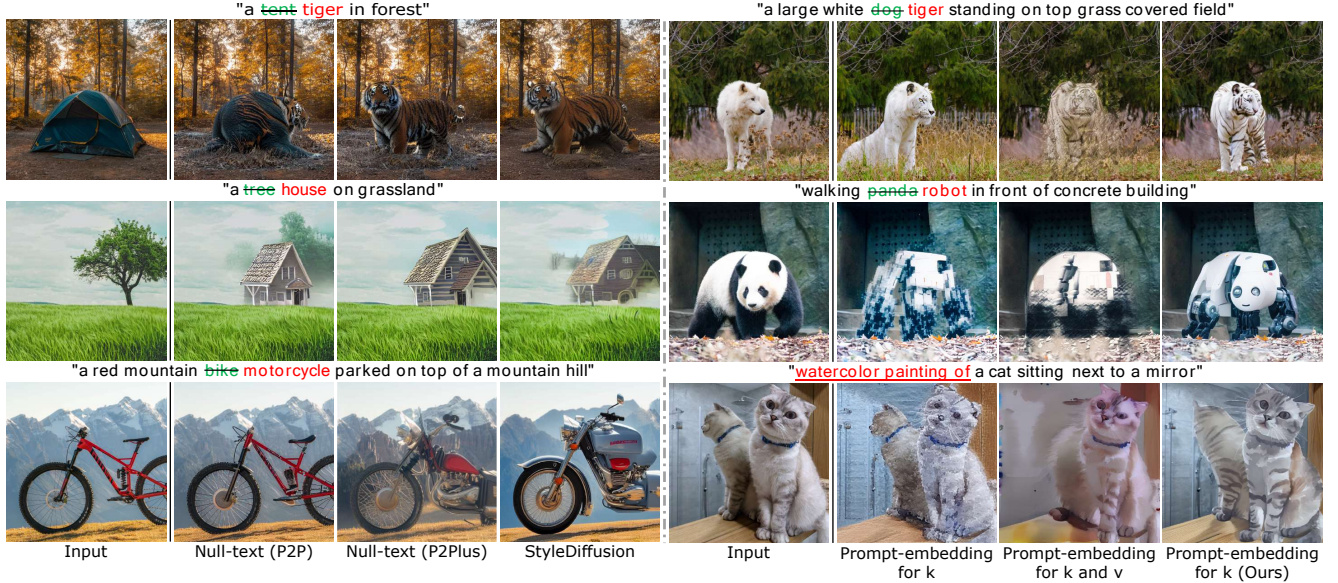 "a tent tiger in forest"
"a large white dog tiger standing on top grass covered field"
"a tree house on grassland"
"walking panda robot in front of concrete building"
"a red mountain bike motorcycle parked on top of a mountain hill"
"watercolor painting of a cat sitting next to a mirror"
Input
Null-text (P2P)
Null-text (P2Plus)
StyleDiffusion
Input
Prompt-embedding
for k
Prompt-embedding
for k and v
Prompt-embedding
for k (Ours)